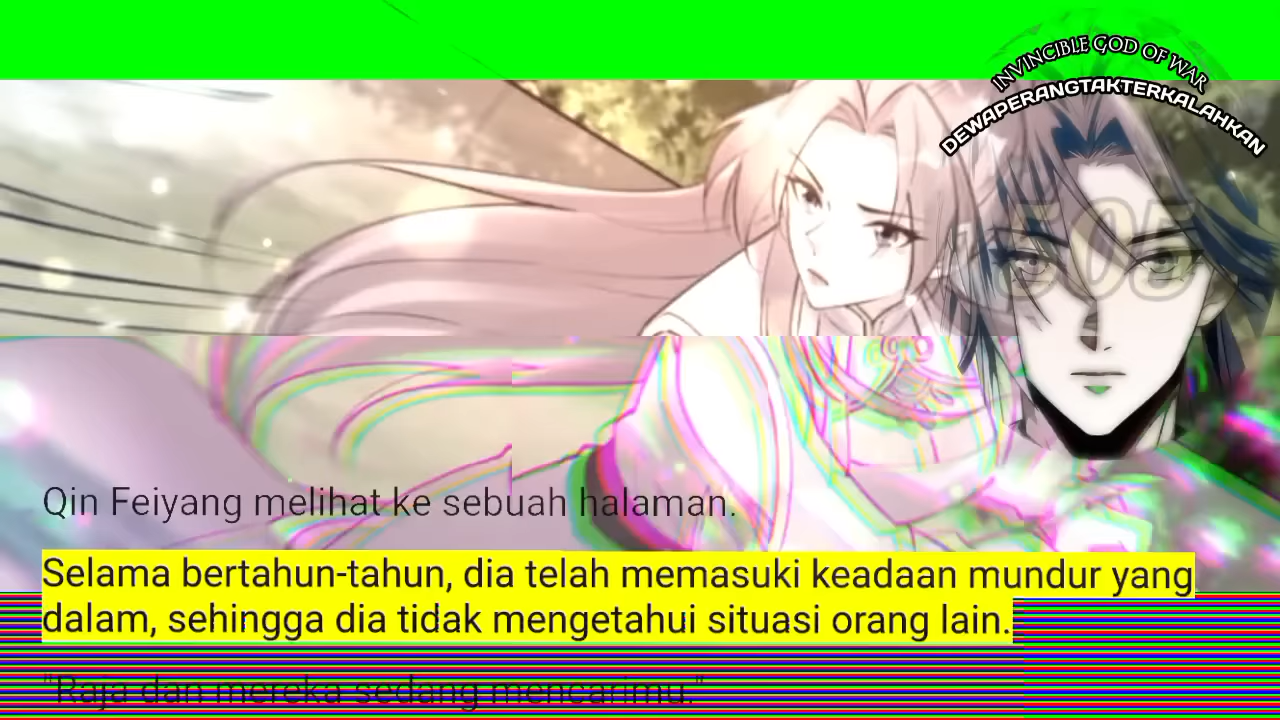 INVINCIBLE GOD OF WAR
DEWAPERANGTAKTERKALAHKAN
505
Qin Feiyang melihat ke sebuah halaman.
Selama bertahun-tahun, dia telah memasuki keadaan mundur yang
dalam, sehingga dia tidak mengetahui situasi orang lain.
"Raja dan mereka sedang mencarimu."